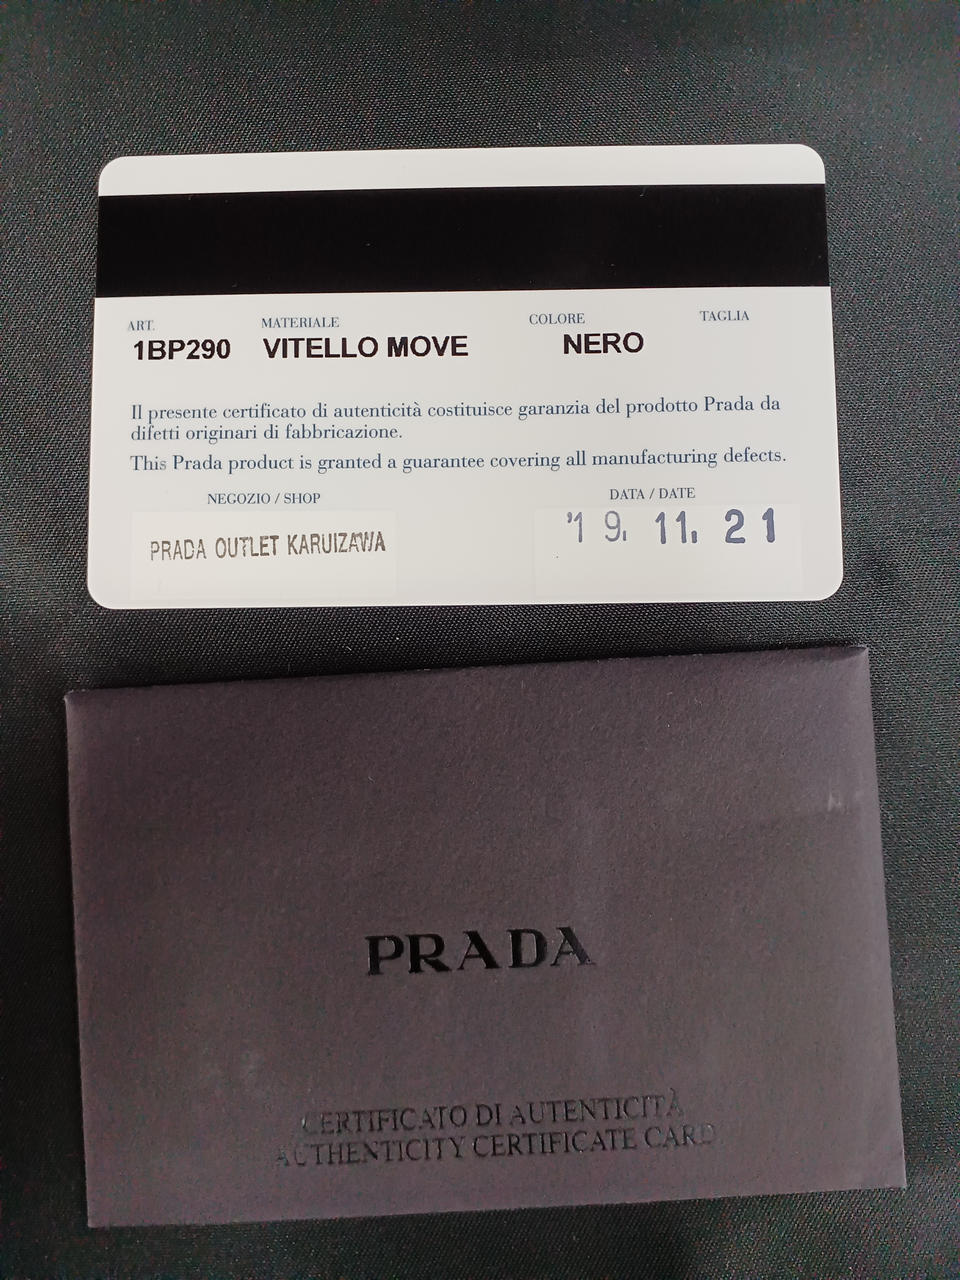 ART. MATERIALE COLORE TAGLIA
1BP290 VITELLO MOVE NERO
Il presente certificato di autenticità costituisce garanzia del prodotto Prada da
difetti originari di fabbricazione.
This Prada product is granted a guarantee covering all manufacturing defects.
NEGOZIO / SHOP DATA / DATE
PRADA OUTLET KARUIZAWA '19. 11. 21
PRADA
CERTIFICATO DI AUTENTICITÀ
AUTHENTICITY CERTIFICATE CARD